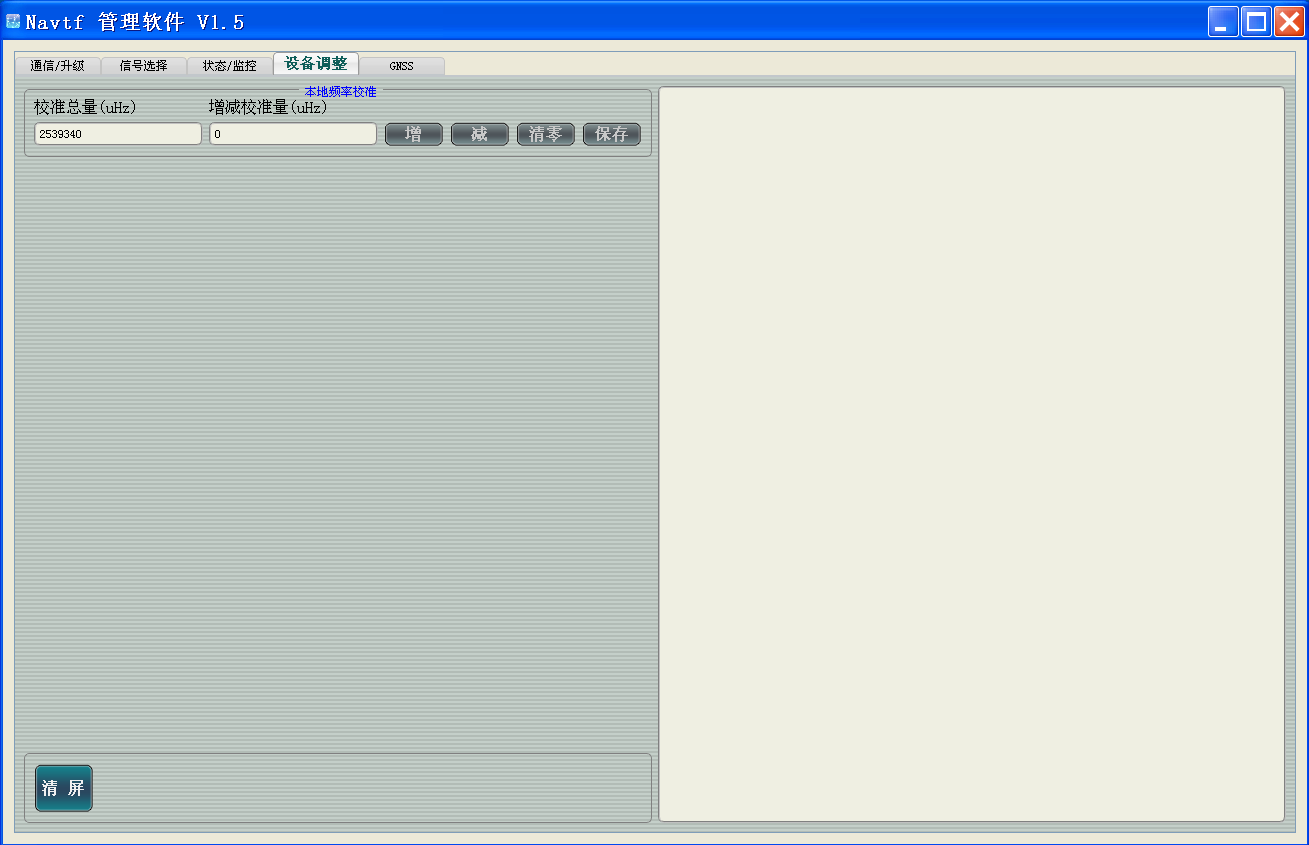 Navtf 管理软件 V1.5
通信/升级 信号选择 状态/监控 设备调整 GNSS
本地频率校准
校准总量(uHz) 增减校准量(uHz)
2539340 0 增 减 清零 保存
清 屏